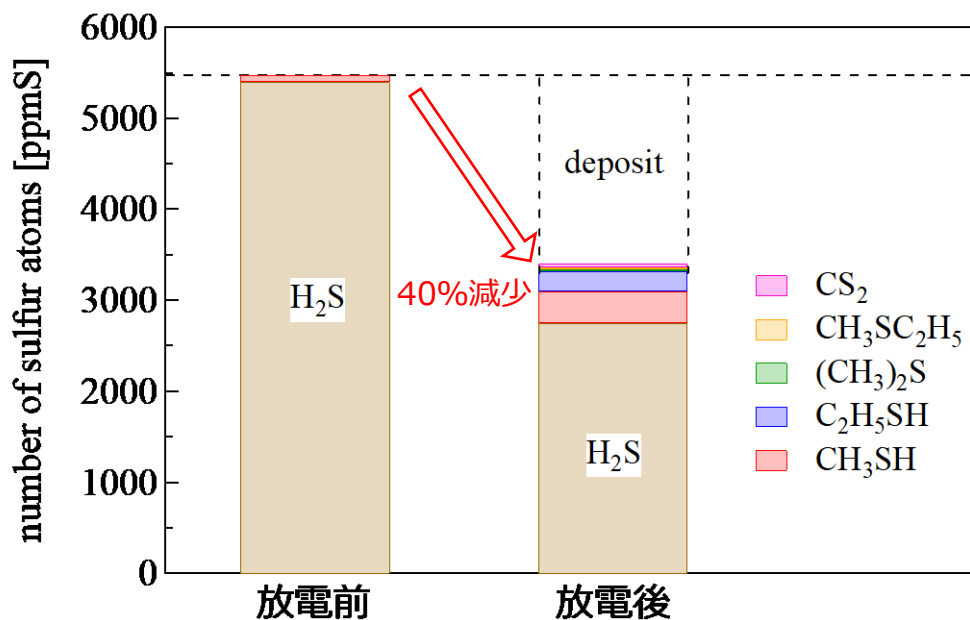 number of sulfur atoms [ppmS]
6000
5000
4000
3000
2000
1000
0
H₂S
deposit
40%減少
H₂S
CS₂
CH₃SC₂H₅
(CH₃)₂S
C₂H₅SH
CH₃SH
放電前
放電後